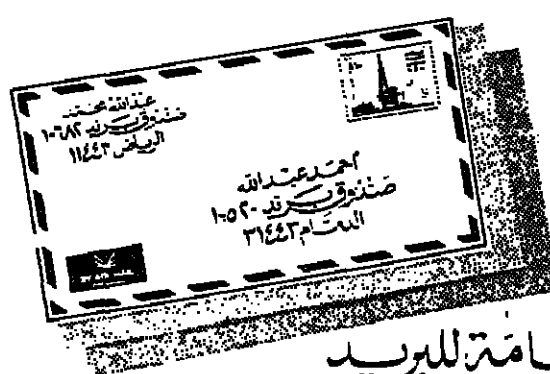 عبدالله محمد
صندوق بريد ١٠٦٨٢
الرياض ١١٤٤٣
أحمد عبدالله
صندوق بريد ١٠٥٢٠
الدمام ٣١٤٤٣
امة للبريد